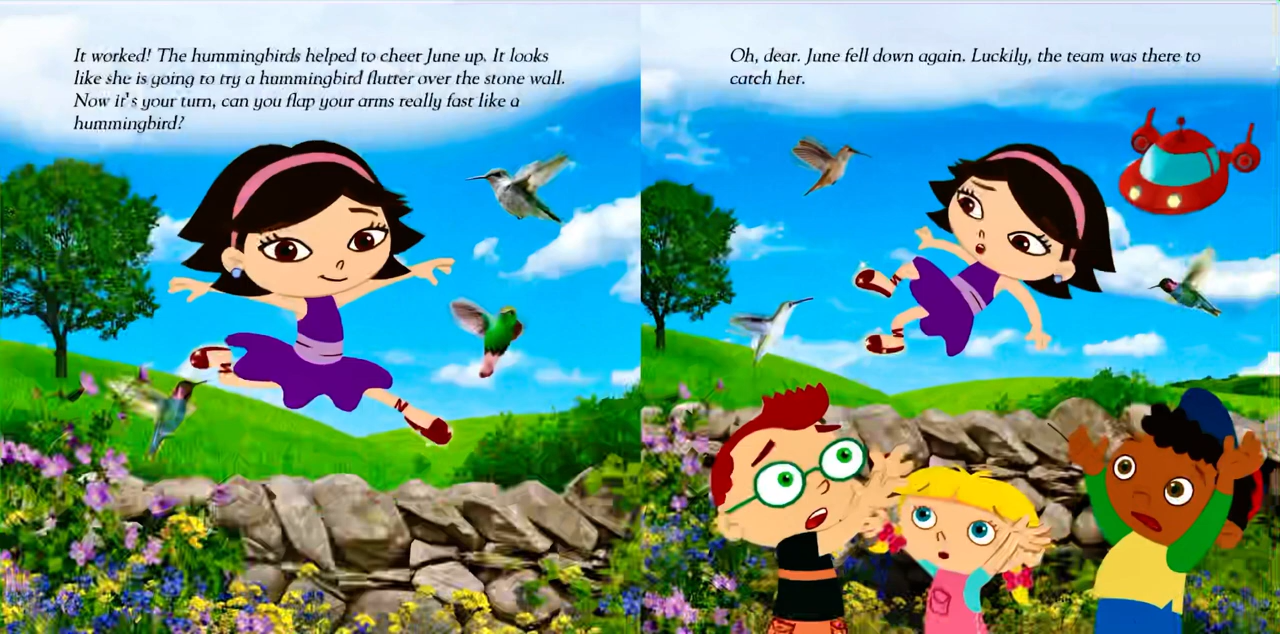 It worked! The hummingbirds helped to cheer June up. It looks
like she is going to try a hummingbird flutter over the stone wall.
Now it's your turn, can you flap your arms really fast like a
hummingbird?
Oh, dear. June fell down again. Luckily, the team was there to
catch her.